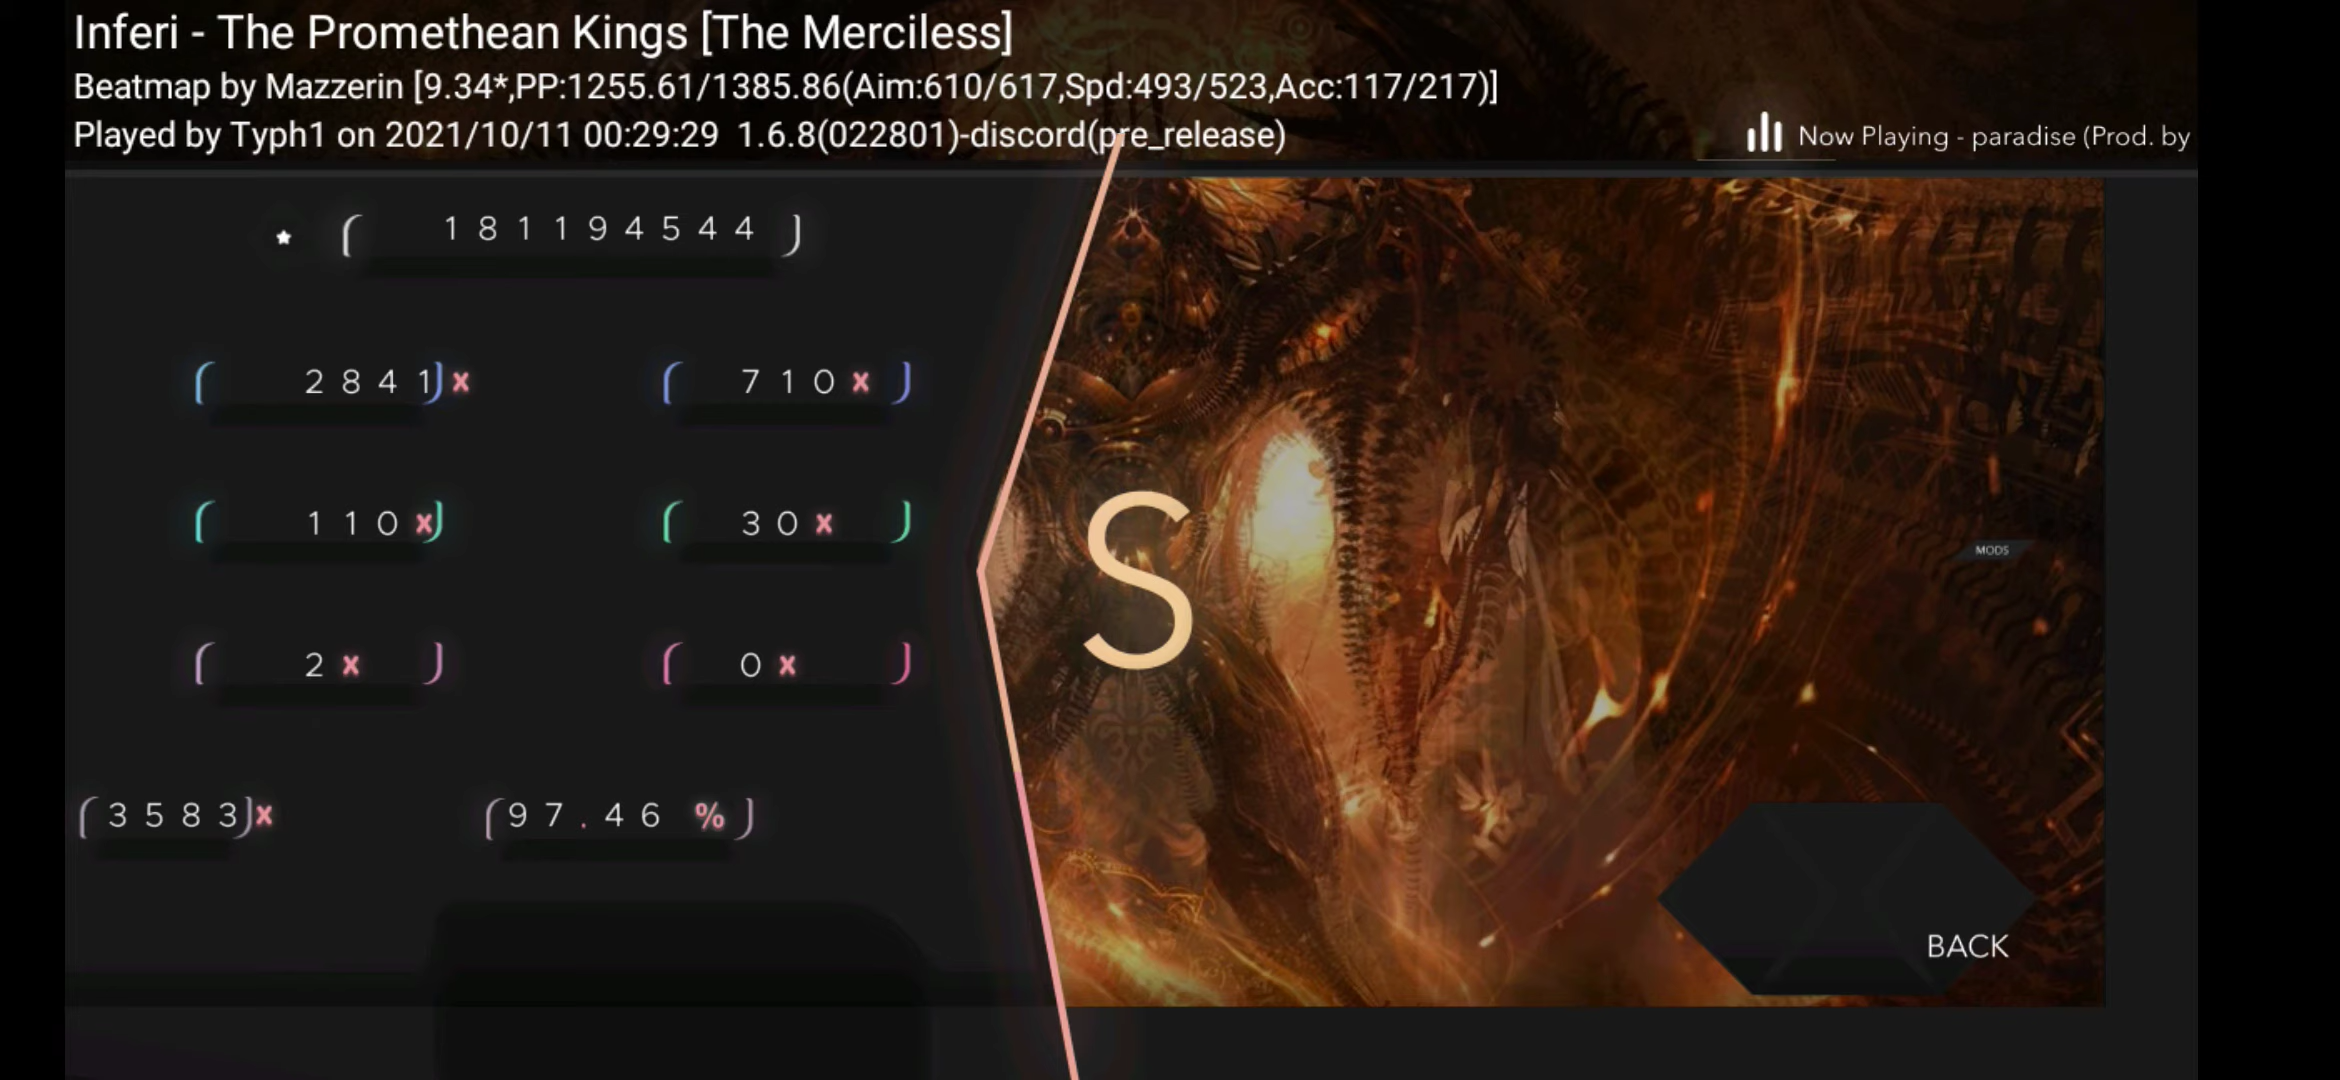 Inferi - The Promethean Kings [The Merciless]
Beatmap by Mazzerin [9.34*,PP:1255.61/1385.86(Aim:610/617,Spd:493/523,Acc:117/217)]
Played by Typh1 on 2021/10/11 00:29:29  1.6.8(022801)-discord(pre_release)
Now Playing - paradise (Prod. by
181194544
2841x 710x
110x 30x
2x 0x
3583x 97.46 %
S
MODS
BACK